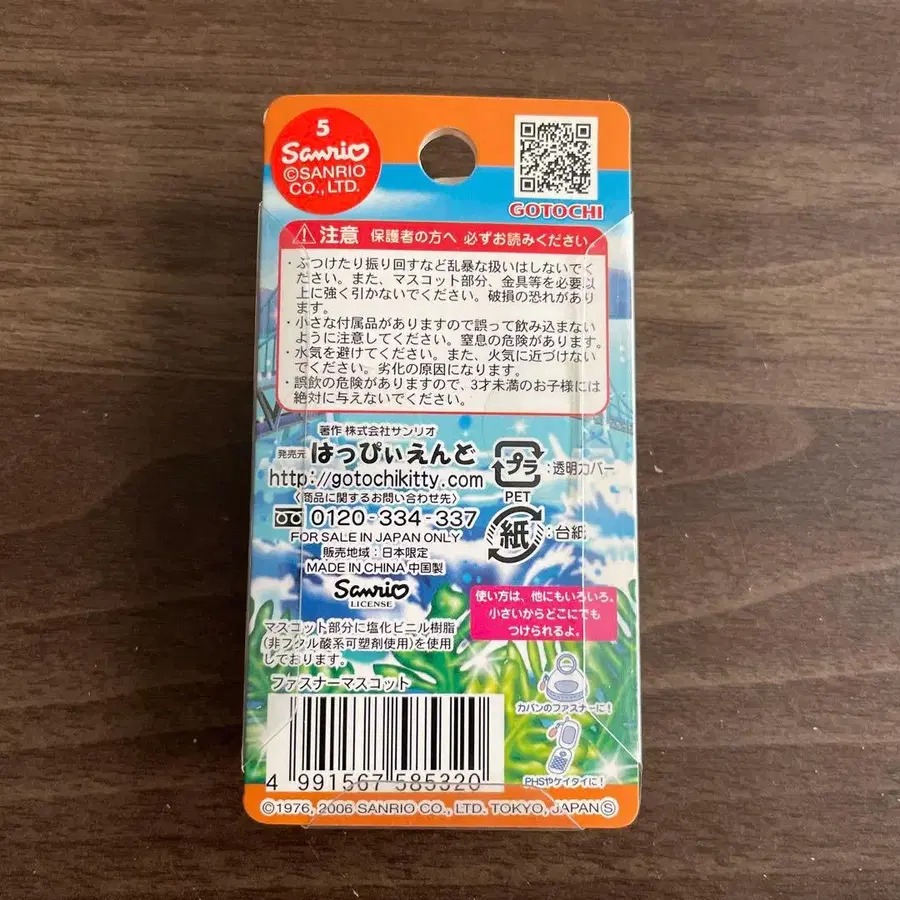 5
Sanrio
©SANRIO
CO., LTD.
GOTOCHI
注意 保護者の方へ 必ずお読みください
・ぶつけたり振り回すなど乱暴な扱いはしないでく
ださい。また、マスコット部分、金具等を必要以
上に強く引かないでください。破損の恐れがあり
ます。
・小さな付属品がありますので誤って飲み込まない
ように注意してください。窒息の危険があります。
・水気を避けてください。また、火気に近づけない
でください。劣化の原因になります。
・誤飲の危険がありますので、3才未満のお子様には
絶対に与えないでください。
著作 株式会社サンリオ
発売元 はっぴぃえんど
http://gotochikitty.com
〈商品に関するお問い合わせ先〉
0120-334-337
FOR SALE IN JAPAN ONLY
販売地域:日本限定
MADE IN CHINA 中国製
Sanrio
LICENSE
プラ :透明カバー
PET
紙 :台紙
マスコット部分に塩化ビニル樹脂
(非フタル酸系可塑剤使用)を使用
しております。
ファスナーマスコット
使い方は、他にもいろいろ、
小さいからどこにでも
つけられるよ。
カバンのファスナーに!
PHSやケイタイに!
4 991567 585320
©1976, 2006 SANRIO CO., LTD. TOKYO, JAPAN Ⓢ